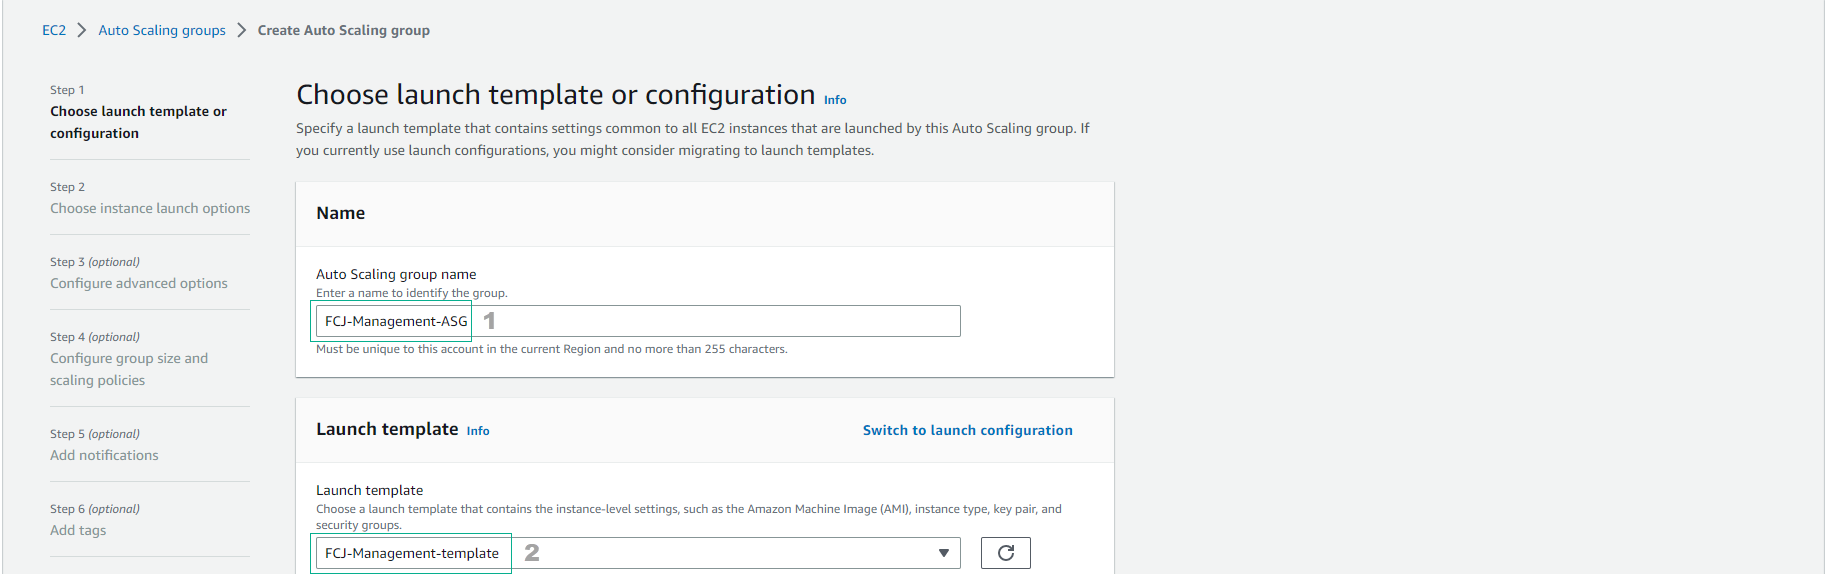 EC2 > Auto Scaling groups > Create Auto Scaling group
Step 1
Choose launch template or
configuration
Step 2
Choose instance launch options
Step 3 (optional)
Configure advanced options
Step 4 (optional)
Configure group size and
scaling policies
Step 5 (optional)
Add notifications
Step 6 (optional)
Add tags
Choose launch template or configuration Info
Specify a launch template that contains settings common to all EC2 instances that are launched by this Auto Scaling group. If
you currently use launch configurations, you might consider migrating to launch templates.
Name
Auto Scaling group name
Enter a name to identify the group.
FCJ-Management-ASG 1
Must be unique to this account in the current Region and no more than 255 characters.
Launch template Info Switch to launch configuration
Launch template
Choose a launch template that contains the instance-level settings, such as the Amazon Machine Image (AMI), instance type, key pair, and
security groups.
FCJ-Management-template 2